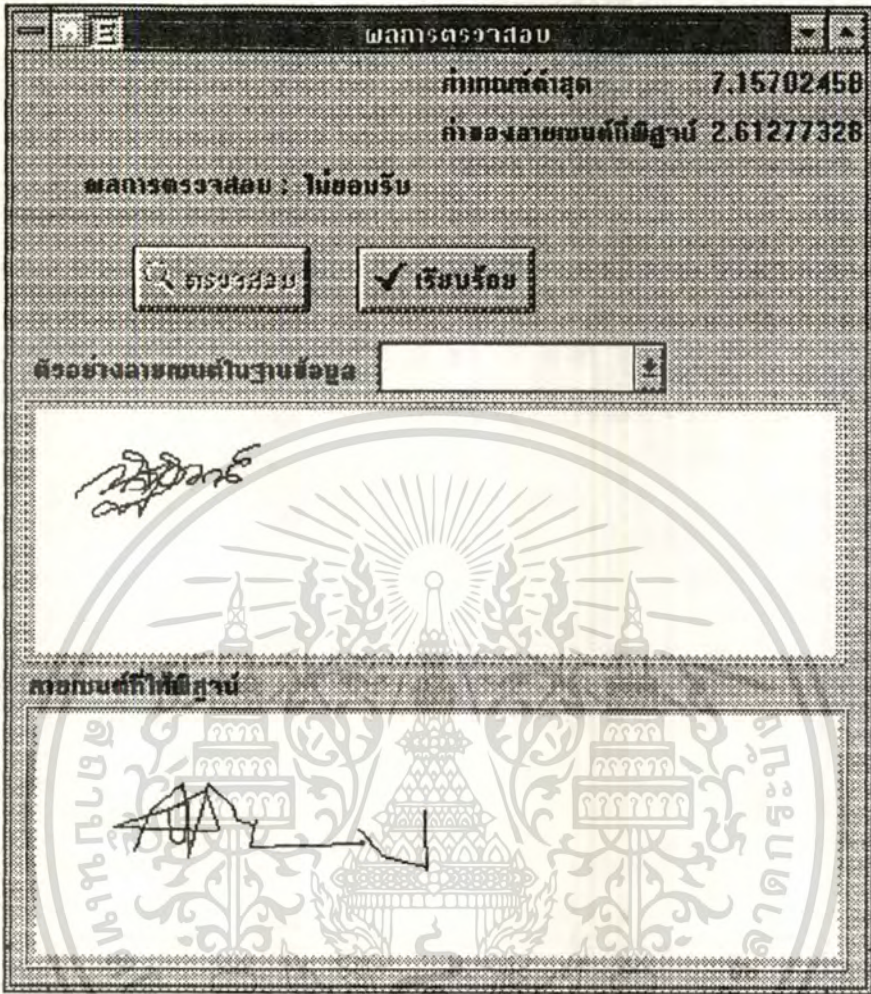 ผลการตรวจสอบ
ค่าเกณฑ์ต่ำสุด 7.15702458
ค่าของลายเซนต์ที่พิสูจน์ 2.61277328
ผลการตรวจสอบ : ไม่ยอมรับ
ตรวจสอบ เรียบร้อย
ตัวอย่างลายเซนต์ในฐานข้อมูล
ลายเซนต์ที่ให้พิสูจน์